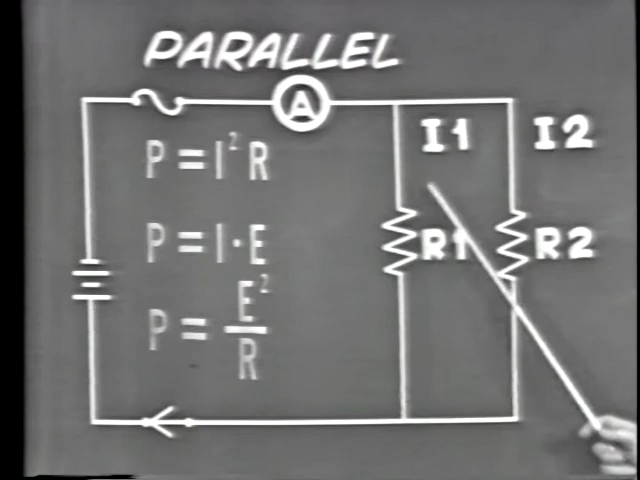 PARALLEL
A
I1 I2
P = I² R
P = I · E
R1 R2
P = E²/R